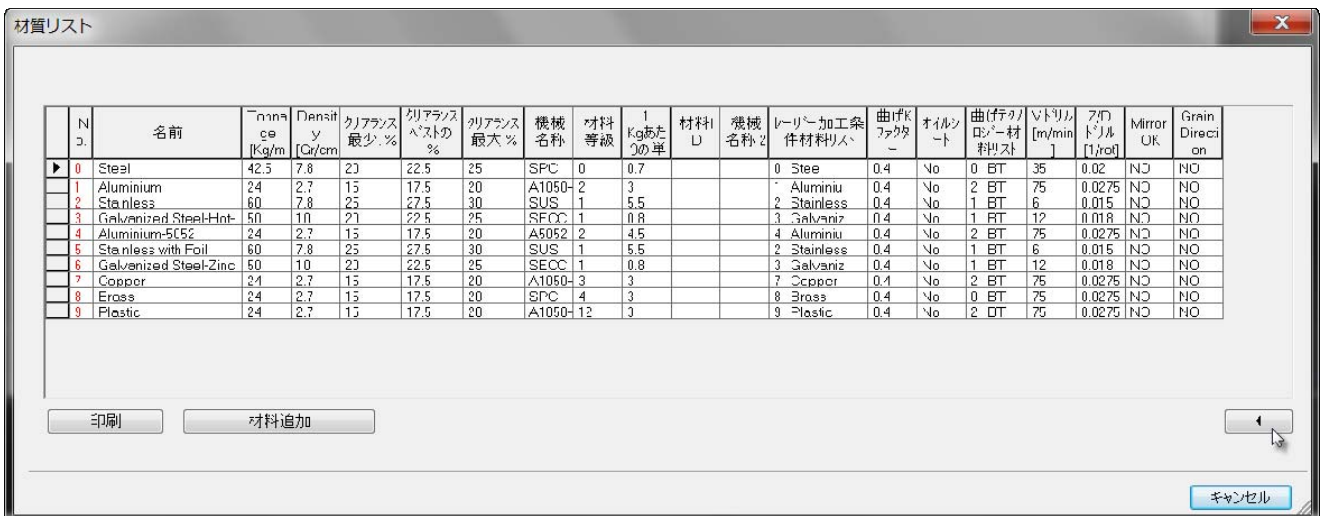 材質リスト
No. 名前 Tonnage [Kg/m Density [Gr/cm クリアランス最少.% クリアランスベストの% クリアランス最大% 機械名称 材料等級 1Kgあたりの単 材料I 機械名称2 レーザー加工条件材料リスト 曲げKファクター オイルシート 曲げテクノロジー材料リスト Vドリル[m/min] Z/Dドリル[1/rot] Mirror OK Grain Direction
0 Steel 42.5 7.8 20 22.5 25 SPC 0 0.7 0 Stee 0.4 No 0 BT 35 0.02 NO NO
1 Aluminium 24 2.7 15 17.5 20 A1050- 2 3 Aluminiu 0.4 No 2 BT 75 0.0275 NO NO
2 Stainless 60 7.8 25 27.5 30 SUS 1 5.5 2 Stainless 0.4 No 1 BT 6 0.015 NO NO
3 Galvanized Steel-Hot- 50 10 20 22.5 25 SECC 1 0.8 3 Galvaniz 0.4 No 1 BT 12 0.018 NO NO
4 Aluminium-5052 24 2.7 15 17.5 20 A5052 2 4.5 4 Aluminiu 0.4 No 2 BT 75 0.0275 NO NO
5 Stainless with Foil 60 7.8 25 27.5 30 SUS 1 5.5 2 Stainless 0.4 No 1 BT 6 0.015 NO NO
6 Galvanized Steel-Zinc 50 10 20 22.5 25 SECC 1 0.8 3 Galvaniz 0.4 No 1 BT 12 0.018 NO NO
7 Copper 24 2.7 15 17.5 20 A1050- 3 3 7 Copper 0.4 No 2 BT 75 0.0275 NO NO
8 Brass 24 2.7 15 17.5 20 SPC 4 3 8 Brass 0.4 No 0 BT 75 0.0275 NO NO
9 Plastic 24 2.7 15 17.5 20 A1050- 12 3 9 Plastic 0.4 No 2 BT 75 0.0275 NO NO
印刷 材料追加
キャンセル